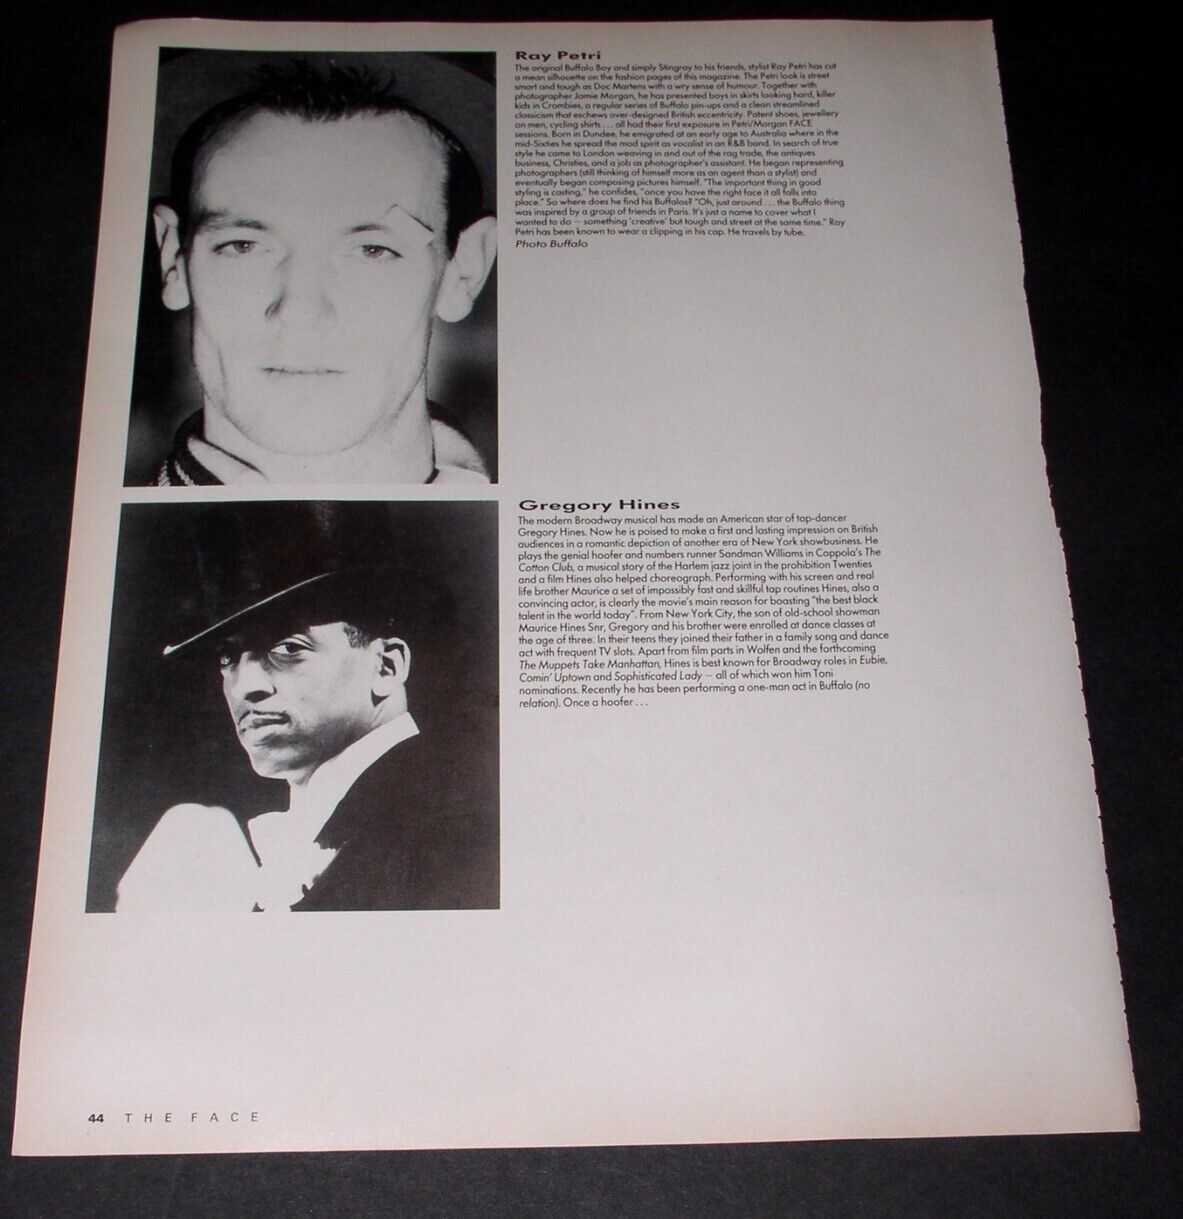 Ray Petri
The original Buffalo Boy and simply Stingray to his friends, stylist Ray Petri has cut
a mean silhouette on the fashion pages of this magazine. The Petri look is street
smart and tough as Doc Martens with a wry sense of humour. Together with
photographer Jamie Morgan, he has presented boys in skirts looking hard, killer
kids in Crombies, a regular series of Buffalo pin-ups and a clean streamlined
classicism that eschews over-designed British eccentricity. Patent shoes, jewellery
on men, cycling shirts ... all had their first exposure in Petri/Morgan FACE
sessions. Born in Dundee, he emigrated at an early age to Australia where in the
mid-Sixties he spread the mod spirit as vocalist in an R&B band. In search of true
style he came to London weaving in and out of the rag trade, the antiques
business, Christies, and a job as photographer's assistant. He began representing
photographers (still thinking of himself more as an agent than a stylist) and
eventually began composing pictures himself. "The important thing in good
styling is casting," he confides, "once you have the right face it all falls into
place." So where does he find his Buffalos? "Oh, just around ... the Buffalo thing
was inspired by a group of friends in Paris. It's just a name to cover what I
wanted to do – something 'creative' but tough and street at the same time." Ray
Petri has been known to wear a clipping in his cap. He travels by tube.
Photo Buffalo
Gregory Hines
The modern Broadway musical has made an American star of tap-dancer
Gregory Hines. Now he is poised to make a first and lasting impression on British
audiences in a romantic depiction of another era of New York showbusiness. He
plays the genial hoofer and numbers runner Sandman Williams in Coppola's The
Cotton Club, a musical story of the Harlem jazz joint in the prohibition Twenties
and a film Hines also helped choreograph. Performing with his screen and real
life brother Maurice a set of impossibly fast and skillful tap routines Hines, also a
convincing actor, is clearly the movie's main reason for boasting "the best black
talent in the world today". From New York City, the son of old-school showman
Maurice Hines Snr, Gregory and his brother were enrolled at dance classes at
the age of three. In their teens they joined their father in a family song and dance
act with frequent TV slots. Apart from film parts in Wolfen and the forthcoming
The Muppets Take Manhattan, Hines is best known for Broadway roles in Eubie,
Comin' Uptown and Sophisticated Lady – all of which won him Toni
nominations. Recently he has been performing a one-man act in Buffalo (no
relation). Once a hoofer ...
44 THE FACE